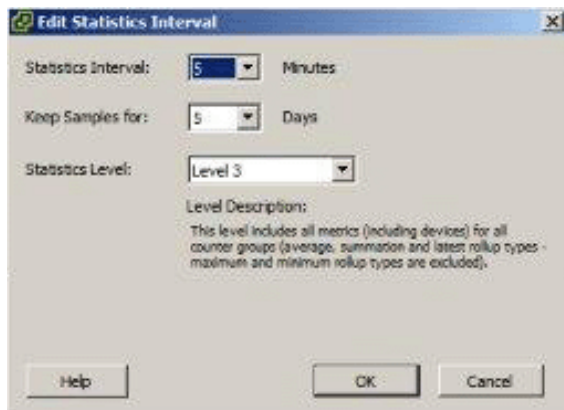 Edit Statistics Interval
Statistics Interval: 5 Minutes
Keep Samples for: 5 Days
Statistics Level: Level 3
Level Description:
This level includes all metrics (including devices) for all
counter groups (average, summation and latest rollup types -
maximum and minimum rollup types are excluded).
Help OK Cancel